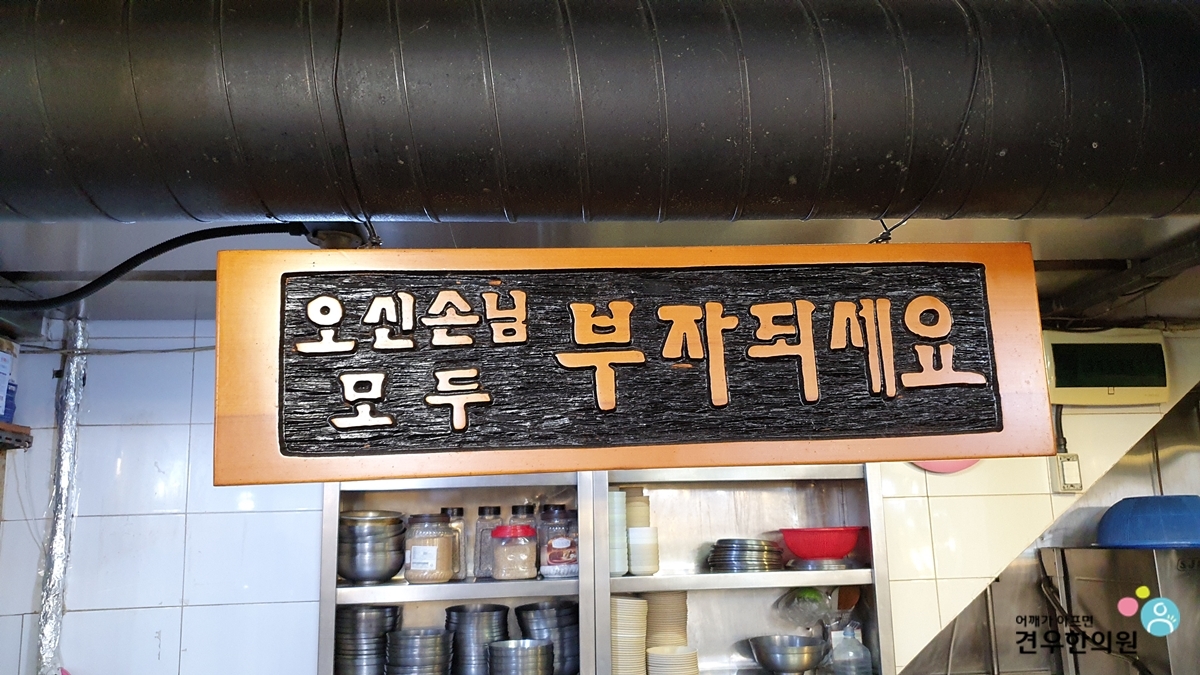 오신손님
모두
부자되세요
어깨가 아프면
견우한의원